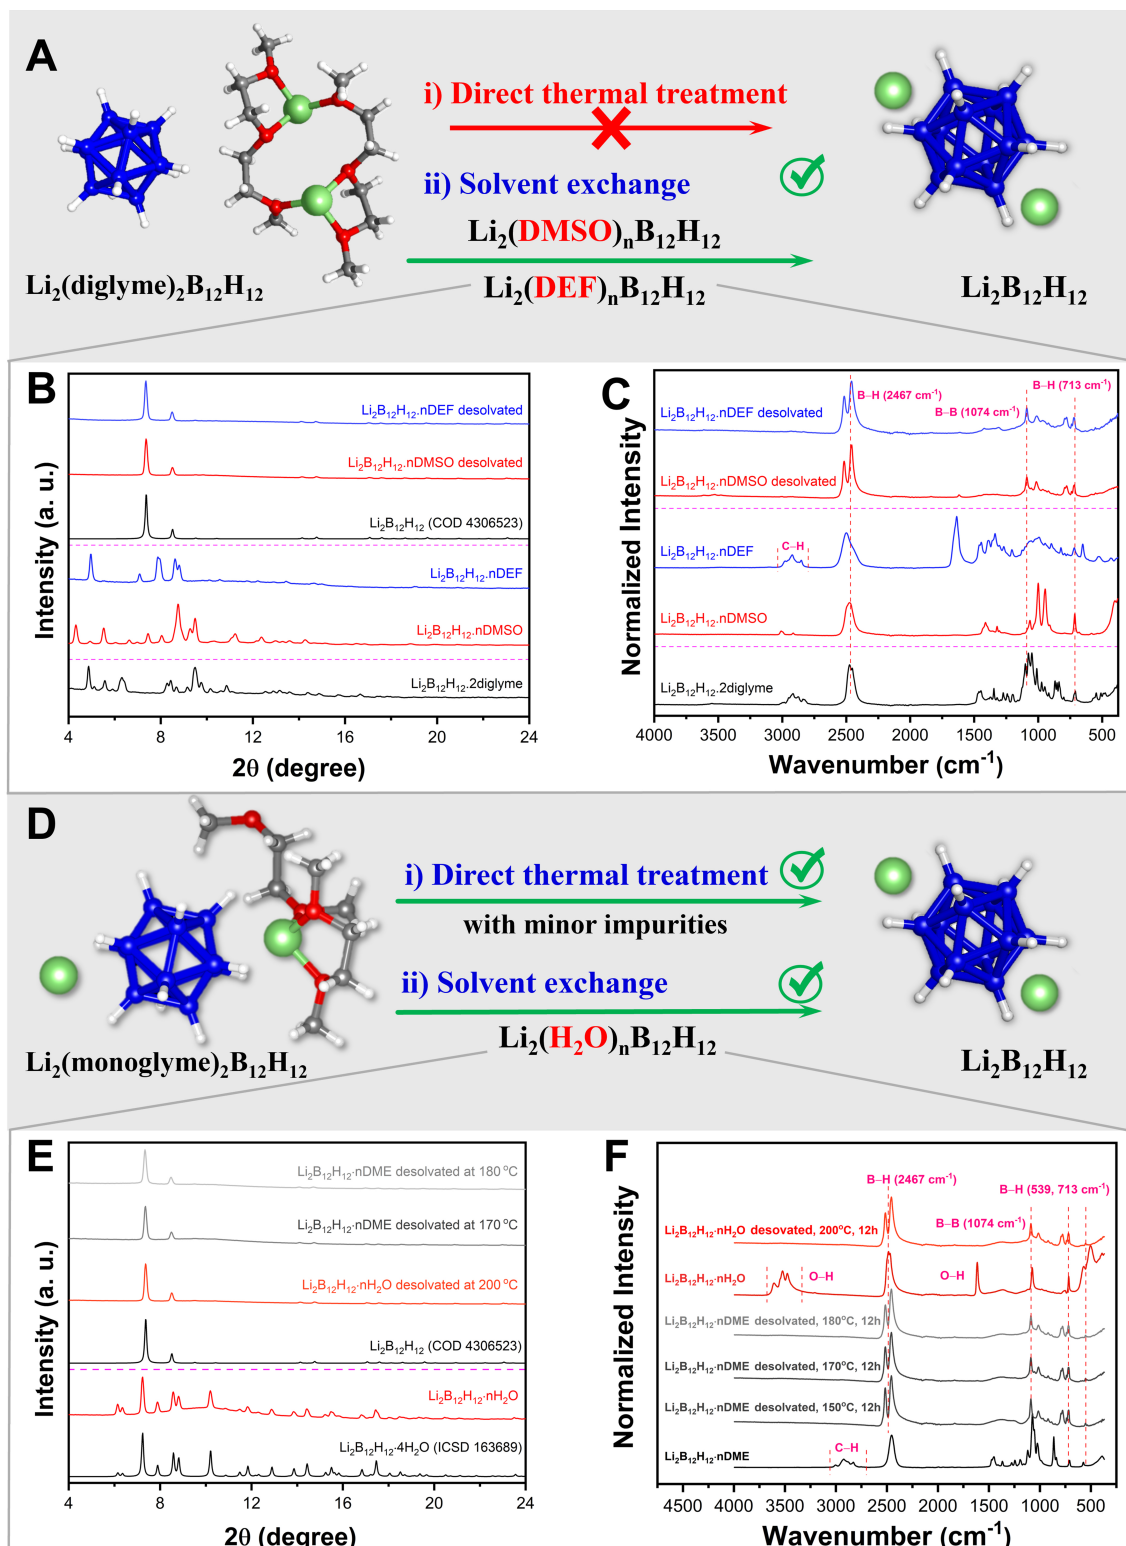 A
i) Direct thermal treatment
ii) Solvent exchange
Li₂(DMSO)ₙB₁₂H₁₂
Li₂(DEF)ₙB₁₂H₁₂
Li₂(diglyme)₂B₁₂H₁₂
Li₂B₁₂H₁₂
B
Intensity (a. u.)
Li₂B₁₂H₁₂.nDEF desolvated
Li₂B₁₂H₁₂.nDMSO desolvated
Li₂B₁₂H₁₂ (COD 4306523)
Li₂B₁₂H₁₂.nDEF
Li₂B₁₂H₁₂.nDMSO
Li₂B₁₂H₁₂.2diglyme
4 8 12 16 20 24
2θ (degree)
C
Normalized Intensity
B–H (713 cm⁻¹)
B–H (2467 cm⁻¹)
B–B (1074 cm⁻¹)
Li₂B₁₂H₁₂.nDEF desolvated
Li₂B₁₂H₁₂.nDMSO desolvated
C–H
Li₂B₁₂H₁₂.nDEF
Li₂B₁₂H₁₂.nDMSO
Li₂B₁₂H₁₂.2diglyme
4000 3500 3000 2500 2000 1500 1000 500
Wavenumber (cm⁻¹)
D
i) Direct thermal treatment
with minor impurities
ii) Solvent exchange
Li₂(H₂O)ₙB₁₂H₁₂
Li₂(monoglyme)₂B₁₂H₁₂
Li₂B₁₂H₁₂
E
Intensity (a. u.)
Li₂B₁₂H₁₂·nDME desolvated at 180 °C
Li₂B₁₂H₁₂·nDME desolvated at 170 °C
Li₂B₁₂H₁₂·nH₂O desolvated at 200 °C
Li₂B₁₂H₁₂ (COD 4306523)
Li₂B₁₂H₁₂·nH₂O
Li₂B₁₂H₁₂·4H₂O (ICSD 163689)
4 8 12 16 20 24
2θ (degree)
F
Normalized Intensity
B–H (2467 cm⁻¹)
B–H (539, 713 cm⁻¹)
B–B (1074 cm⁻¹)
Li₂B₁₂H₁₂·nH₂O desovated, 200°C, 12h
Li₂B₁₂H₁₂·nH₂O
O–H
O–H
Li₂B₁₂H₁₂·nDME desolvated, 180°C, 12h
Li₂B₁₂H₁₂·nDME desolvated, 170°C, 12h
Li₂B₁₂H₁₂·nDME desolvated, 150°C, 12h
C–H
Li₂B₁₂H₁₂·nDME
4500 4000 3500 3000 2500 2000 1500 1000 500
Wavenumber (cm⁻¹)